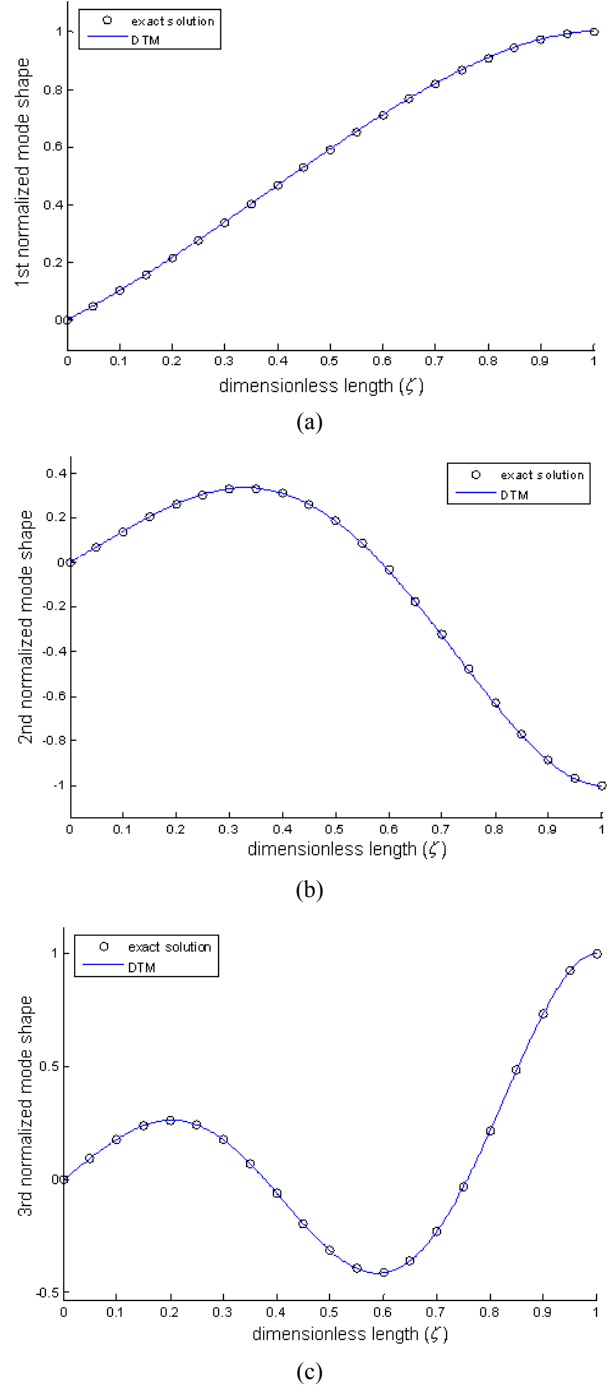 exact solution
DTM
1st normalized mode shape
1
0.8
0.6
0.4
0.2
0
0 0.1 0.2 0.3 0.4 0.5 0.6 0.7 0.8 0.9 1
dimensionless length (ζ)
(a)
exact solution
DTM
2nd normalized mode shape
0.4
0.2
0
-0.2
-0.4
-0.6
-0.8
-1
0 0.1 0.2 0.3 0.4 0.5 0.6 0.7 0.8 0.9 1
dimensionless length (ζ)
(b)
exact solution
DTM
3rd normalized mode shape
1
0.5
0
-0.5
0 0.1 0.2 0.3 0.4 0.5 0.6 0.7 0.8 0.9 1
dimensionless length (ζ)
(c)